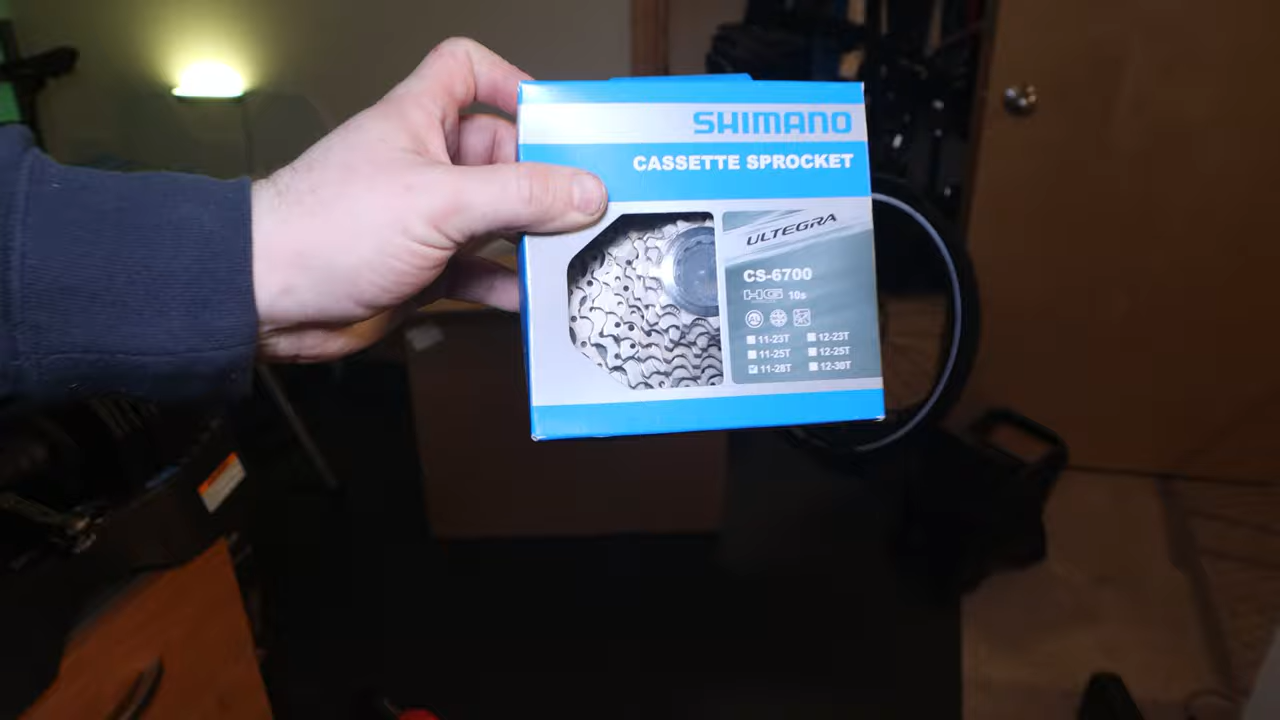 SHIMANO
CASSETTE SPROCKET
ULTEGRA
CS-6700
HG 10s
11-23T 12-23T
11-25T 12-25T
11-28T 12-30T